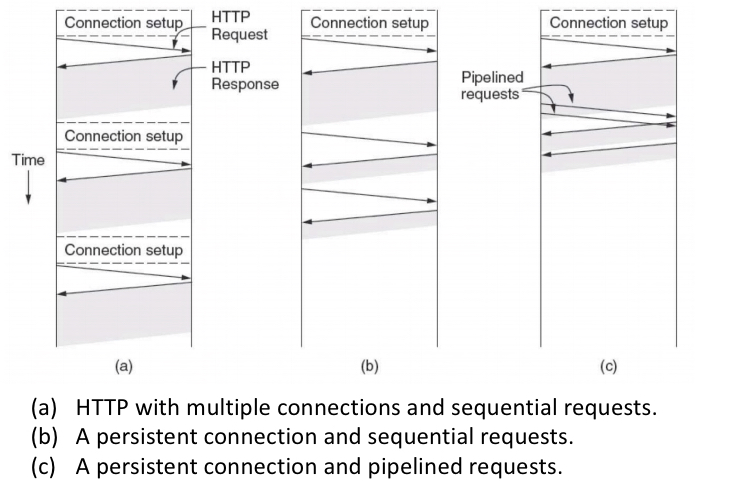 Connection setup
HTTP
Request
HTTP
Response
Connection setup
Connection setup
Time
(a)
Connection setup
(b)
Connection setup
Pipelined
requests
(c)
(a) HTTP with multiple connections and sequential requests.
(b) A persistent connection and sequential requests.
(c) A persistent connection and pipelined requests.